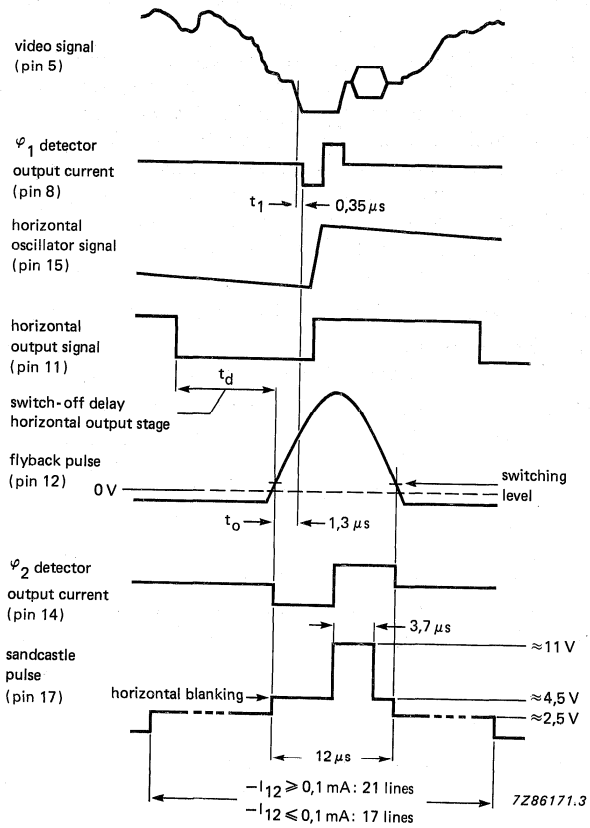 video signal
(pin 5)
φ1 detector
output current
(pin 8)
t1
0,35 μs
horizontal
oscillator signal
(pin 15)
horizontal
output signal
(pin 11)
td
switch-off delay
horizontal output stage
flyback pulse
(pin 12)
0 V
switching
level
to
1,3 μs
φ2 detector
output current
(pin 14)
3,7 μs
sandcastle
pulse
(pin 17)
≈11 V
horizontal blanking
≈4,5 V
≈2,5 V
12 μs
−I12 ⩾ 0,1 mA: 21 lines
−I12 ⩽ 0,1 mA: 17 lines
7Z86171.3